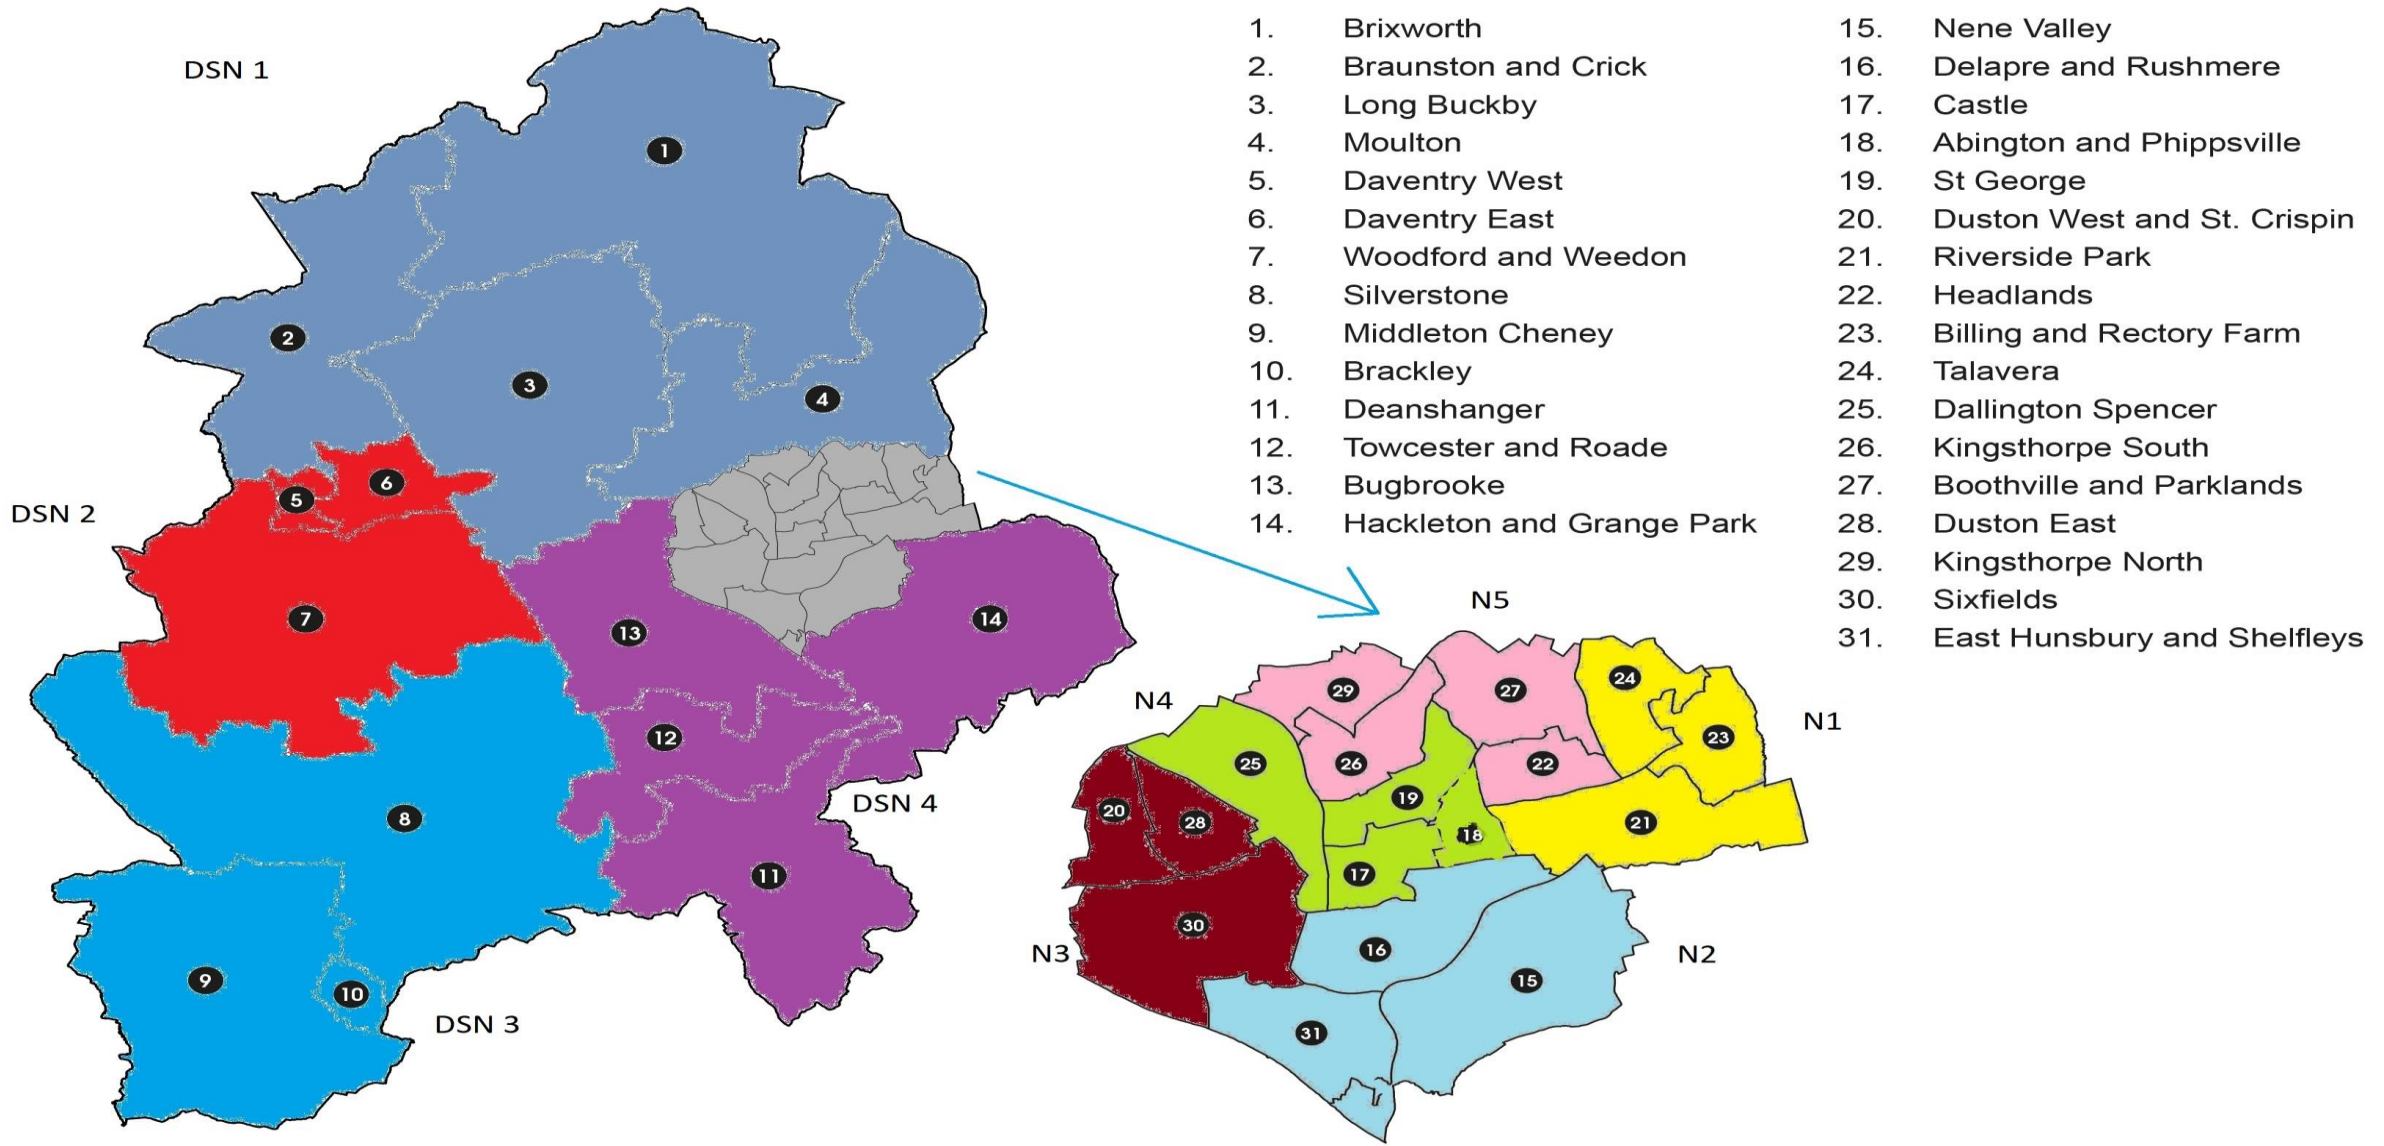 DSN 1
DSN 2
DSN 3
DSN 4
1
2
3
4
5
6
7
8
9
10
11
12
13
14
1. Brixworth
2. Braunston and Crick
3. Long Buckby
4. Moulton
5. Daventry West
6. Daventry East
7. Woodford and Weedon
8. Silverstone
9. Middleton Cheney
10. Brackley
11. Deanshanger
12. Towcester and Roade
13. Bugbrooke
14. Hackleton and Grange Park
15. Nene Valley
16. Delapre and Rushmere
17. Castle
18. Abington and Phippsville
19. St George
20. Duston West and St. Crispin
21. Riverside Park
22. Headlands
23. Billing and Rectory Farm
24. Talavera
25. Dallington Spencer
26. Kingsthorpe South
27. Boothville and Parklands
28. Duston East
29. Kingsthorpe North
30. Sixfields
31. East Hunsbury and Shelfleys
N5
N4
N1
N3
N2
24
29
27
23
25
26
22
19
20
28
21
18
17
30
16
15
31